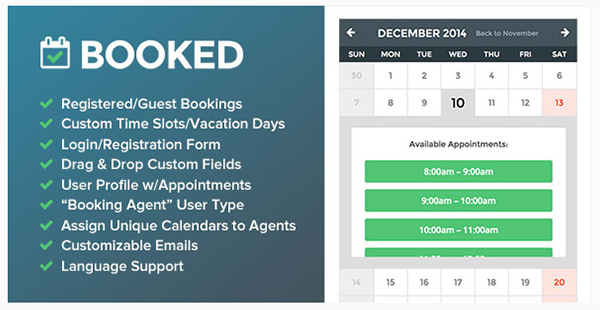 BOOKED
Registered/Guest Bookings
Custom Time Slots/Vacation Days
Login/Registration Form
Drag & Drop Custom Fields
User Profile w/Appointments
“Booking Agent” User Type
Assign Unique Calendars to Agents
Customizable Emails
Language Support
DECEMBER 2014 Back to November
SUN MON TUE WED THU FRI SAT
30 1 2 3 4 5 6
7 8 9 10 11 12 13
Available Appointments:
8:00am – 9:00am
9:00am – 10:00am
10:00am – 11:00am
14 15 16 17 18 19 20